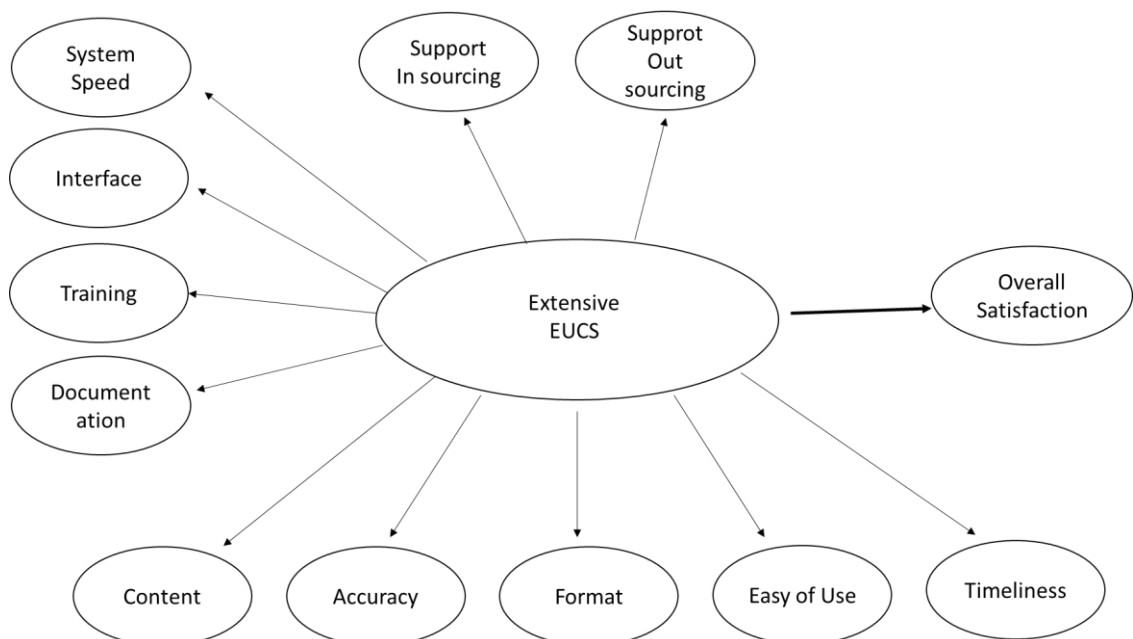 System
Speed
Support
In sourcing
Supprot
Out
sourcing
Interface
Training
Document
ation
Extensive
EUCS
Overall
Satisfaction
Content
Accuracy
Format
Easy of Use
Timeliness